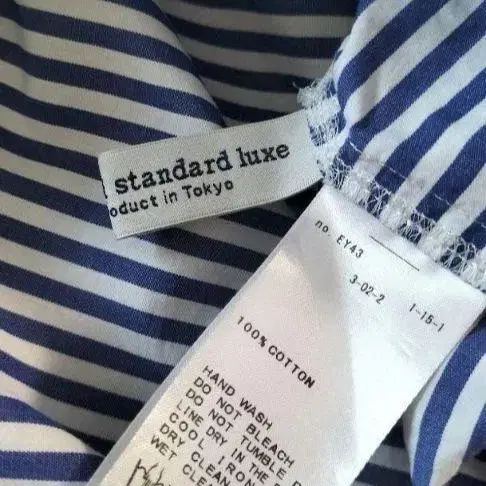 standard luxe
oduct in Tokyo
no. EY43
3-02-2 1-15-1
100% COTTON
HAND WASH
DO NOT BLEACH
DO NOT TUMBLE D
LINE DRY IN THE
COOL IRON
DRY CLEAN
WET CLE